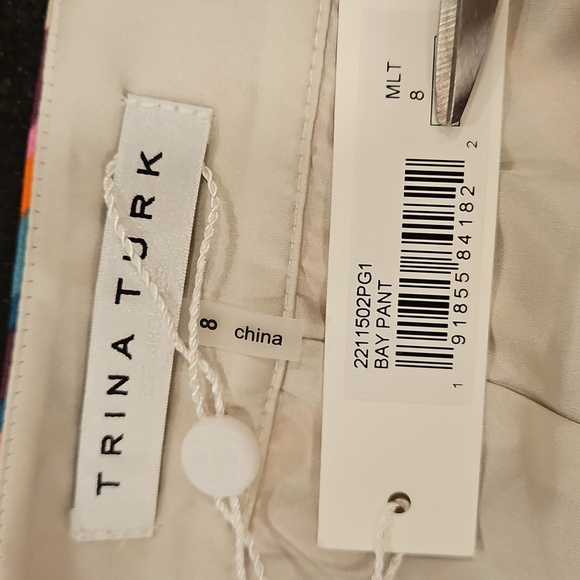 TRINA TURK
8 china
MLT
8
2211502PG1
BAY PANT
1 91855 84182 2